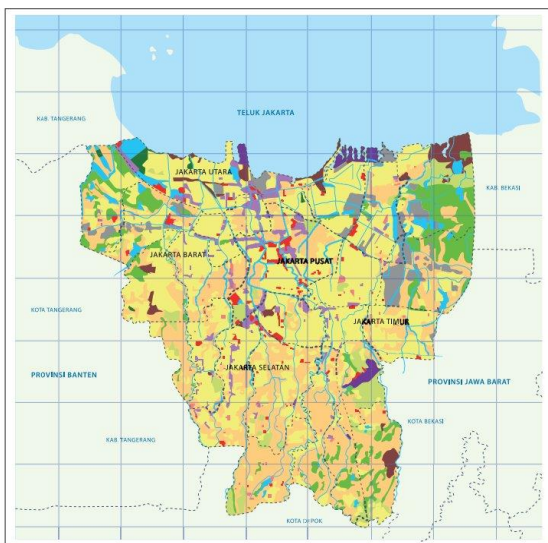 KAB. TANGERANG
TELUK JAKARTA
JAKARTA UTARA
KAB. BEKASI
JAKARTA BARAT
JAKARTA PUSAT
KOTA TANGERANG
JAKARTA TIMUR
JAKARTA SELATAN
PROVINSI BANTEN
PROVINSI JAWA BARAT
KOTA BEKASI
KAB. TANGERANG
KOTA DEPOK